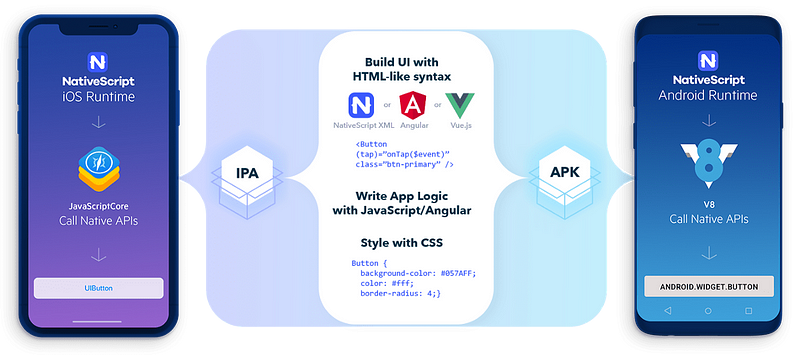 NativeScript
iOS Runtime
JavaScriptCore
Call Native APIs
UIButton
IPA
Build UI with
HTML-like syntax
or
or
NativeScript XML
Angular
Vue.js
<Button
(tap)="onTap($event)"
class="btn-primary" />
Write App Logic
with JavaScript/Angular
Style with CSS
Button {
background-color: #057AFF;
color: #fff;
border-radius: 4;}
APK
NativeScript
Android Runtime
V8
V8
Call Native APIs
ANDROID.WIDGET.BUTTON